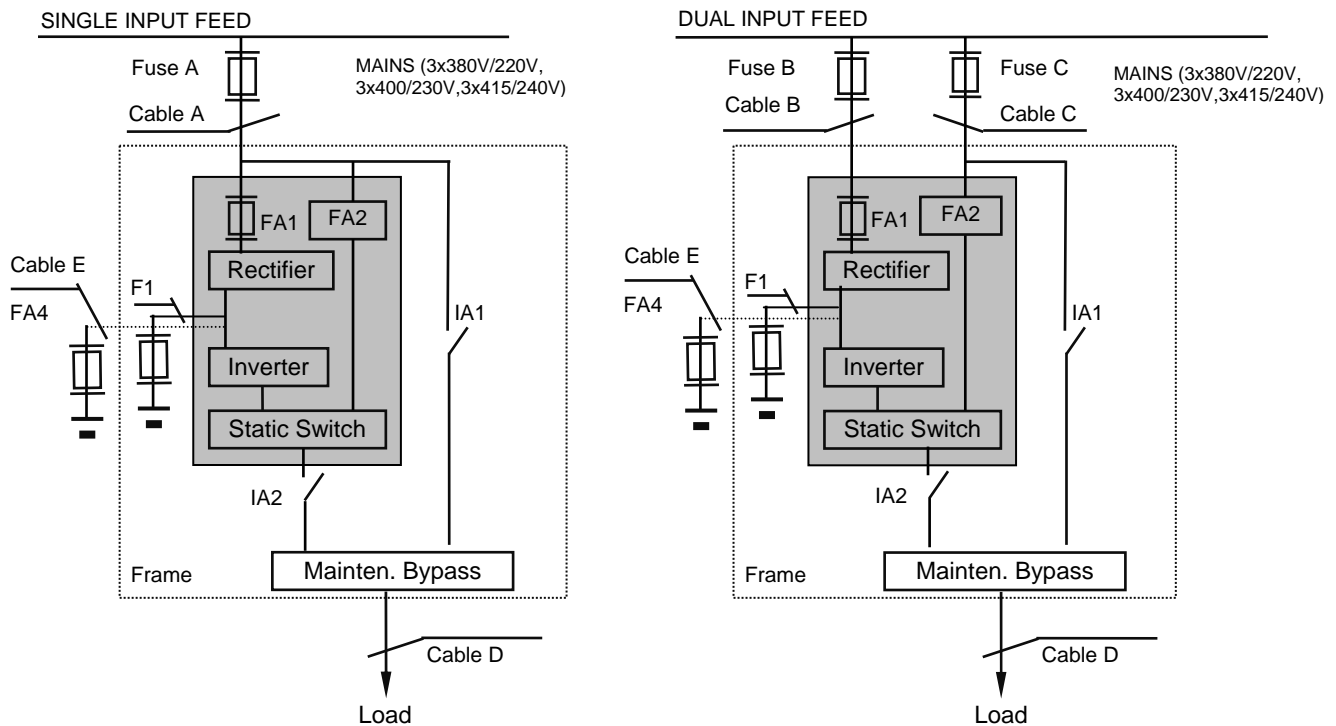 SINGLE INPUT FEED
Fuse A
MAINS (3x380V/220V,
3x400/230V,3x415/240V)
Cable A
FA1
FA2
Rectifier
Cable E
FA4
F1
IA1
Inverter
Static Switch
IA2
Mainten. Bypass
Frame
Cable D
Load
DUAL INPUT FEED
Fuse B
Fuse C
MAINS (3x380V/220V,
3x400/230V,3x415/240V)
Cable B
Cable C
FA1
FA2
Rectifier
Cable E
FA4
F1
IA1
Inverter
Static Switch
IA2
Mainten. Bypass
Frame
Cable D
Load